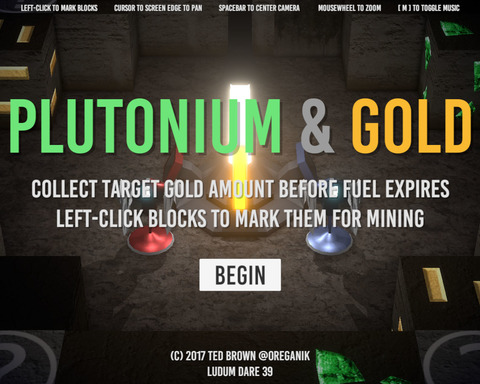 LEFT-CLICK TO MARK BLOCKS CURSOR TO SCREEN EDGE TO PAN SPACEBAR TO CENTER CAMERA MOUSEWHEEL TO ZOOM [ M ] TO TOGGLE MUSIC
PLUTONIUM & GOLD
COLLECT TARGET GOLD AMOUNT BEFORE FUEL EXPIRES
LEFT-CLICK BLOCKS TO MARK THEM FOR MINING
BEGIN
(C) 2017 TED BROWN @OREGANIK
LUDUM DARE 39